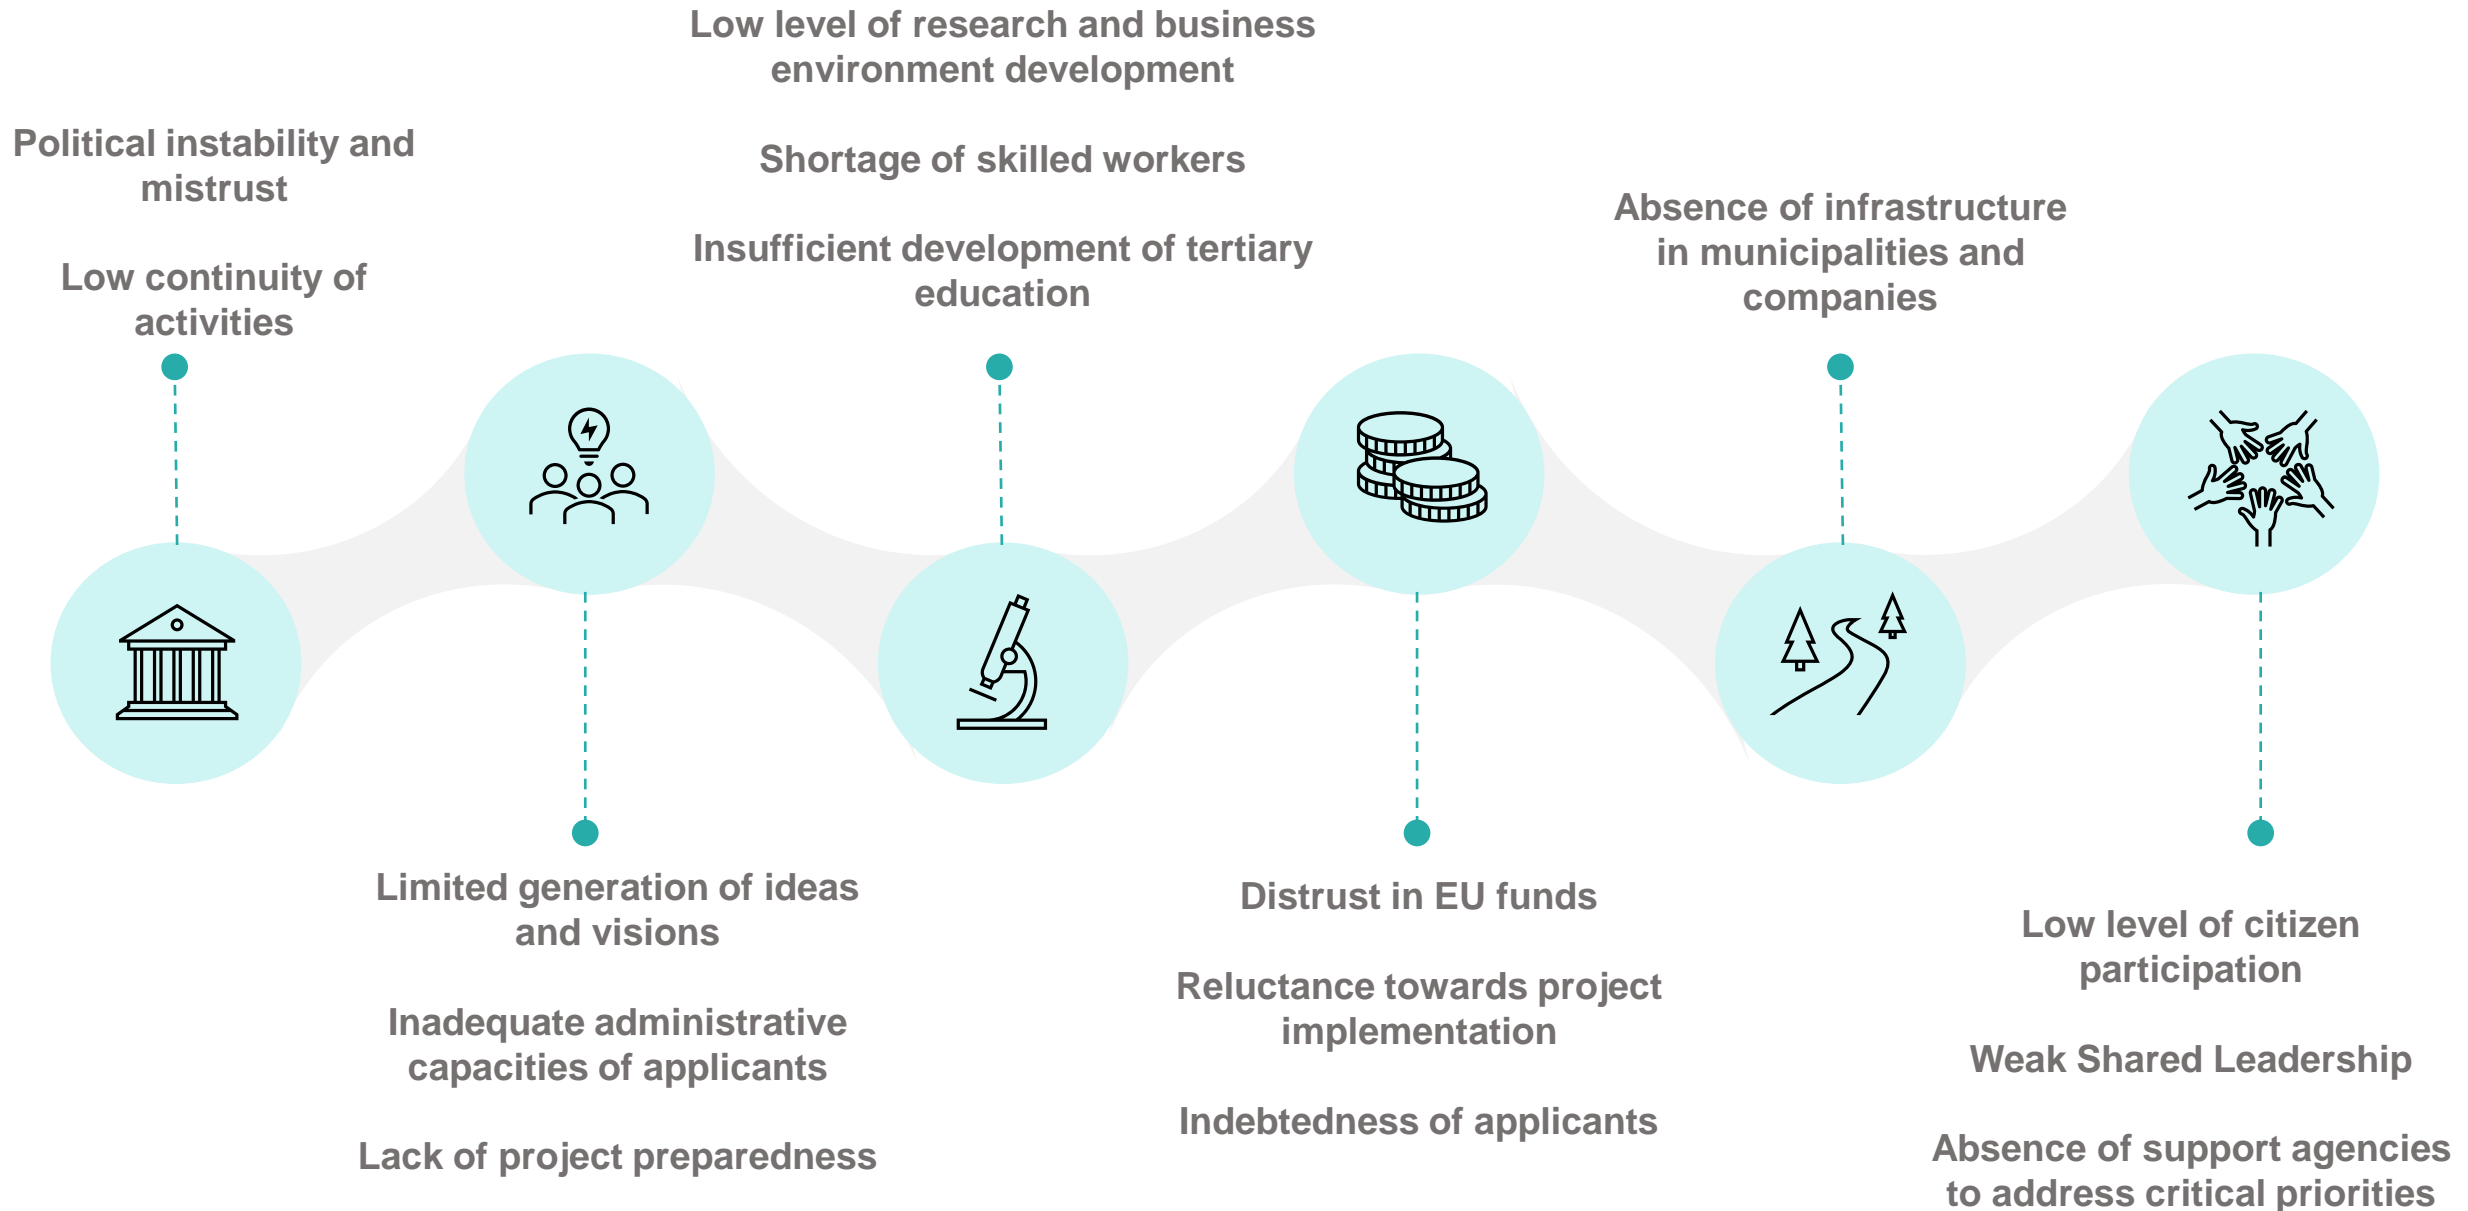 Political instability and
mistrust
Low continuity of
activities
Limited generation of ideas
and visions
Inadequate administrative
capacities of applicants
Lack of project preparedness
Low level of research and business
environment development
Shortage of skilled workers
Insufficient development of tertiary
education
Distrust in EU funds
Reluctance towards project
implementation
Indebtedness of applicants
Absence of infrastructure
in municipalities and
companies
Low level of citizen
participation
Weak Shared Leadership
Absence of support agencies
to address critical priorities